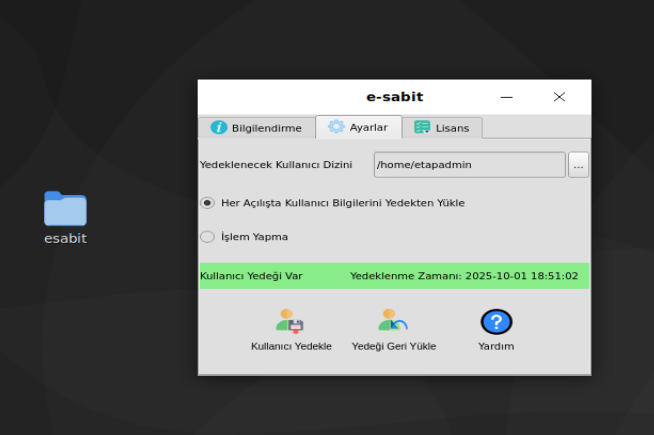 e-sabit
Bilgilendirme Ayarlar Lisans
Yedeklenecek Kullanıcı Dizini /home/etapadmin ...
Her Açılışta Kullanıcı Bilgilerini Yedekten Yükle
esabit
İşlem Yapma
Kullanıcı Yedeği Var Yedeklenme Zamanı: 2025-10-01 18:51:02
Kullanıcı Yedekle Yedeği Geri Yükle Yardım